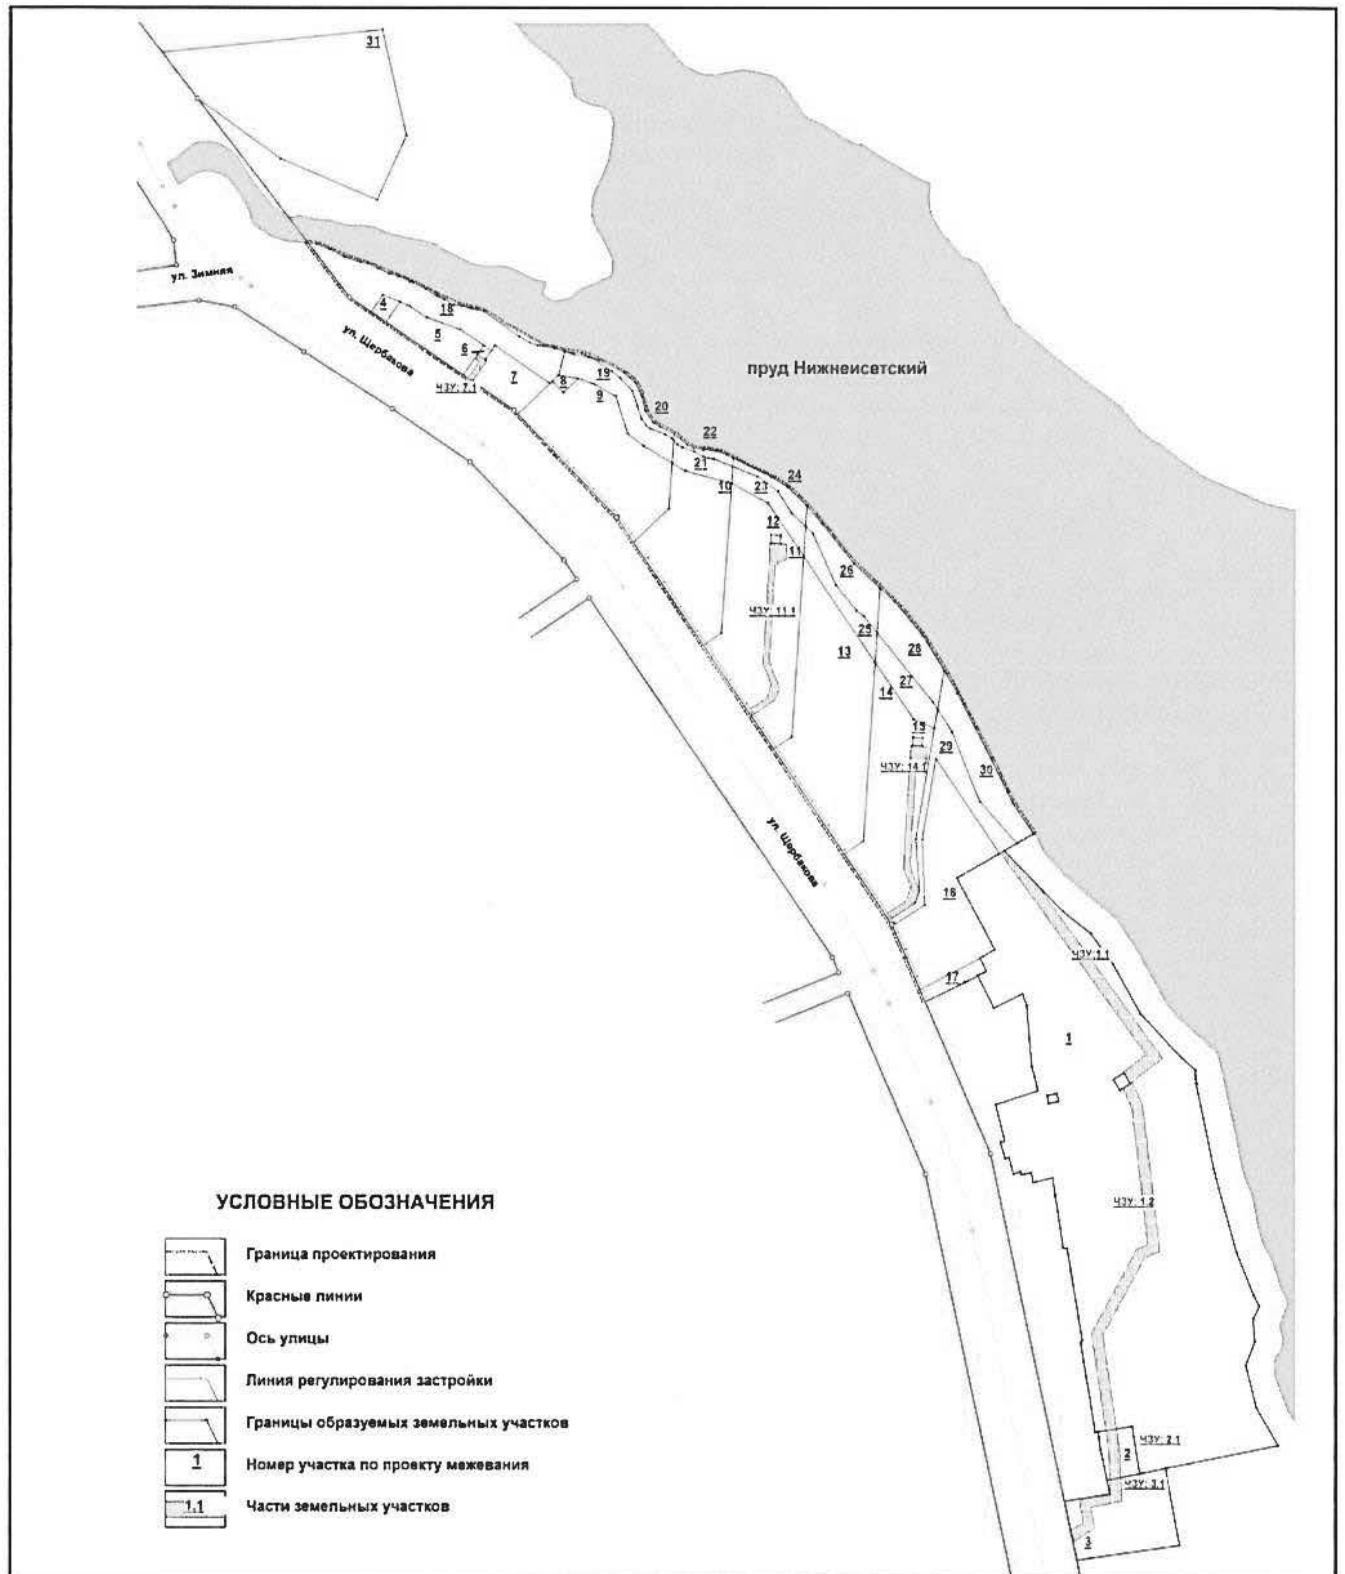 31
ул. Зимняя
4
18
ул. Щербакова
5
6
ЧЗУ: 7.1
7
8
19
9
пруд Нижнеисетский
20
22
21
10
23
24
12
11
26
ЧЗУ: 11.1
25
13
28
14
27
15
29
ЧЗУ: 14.1
30
ул. Щербакова
16
ЧЗУ: 1.1
17
1
ЧЗУ: 1.2
2
ЧЗУ: 2.1
ЧЗУ: 3.1
3
УСЛОВНЫЕ ОБОЗНАЧЕНИЯ
Граница проектирования
Красные линии
Ось улицы
Линия регулирования застройки
Границы образуемых земельных участков
1 Номер участка по проекту межевания
1.1 Части земельных участков